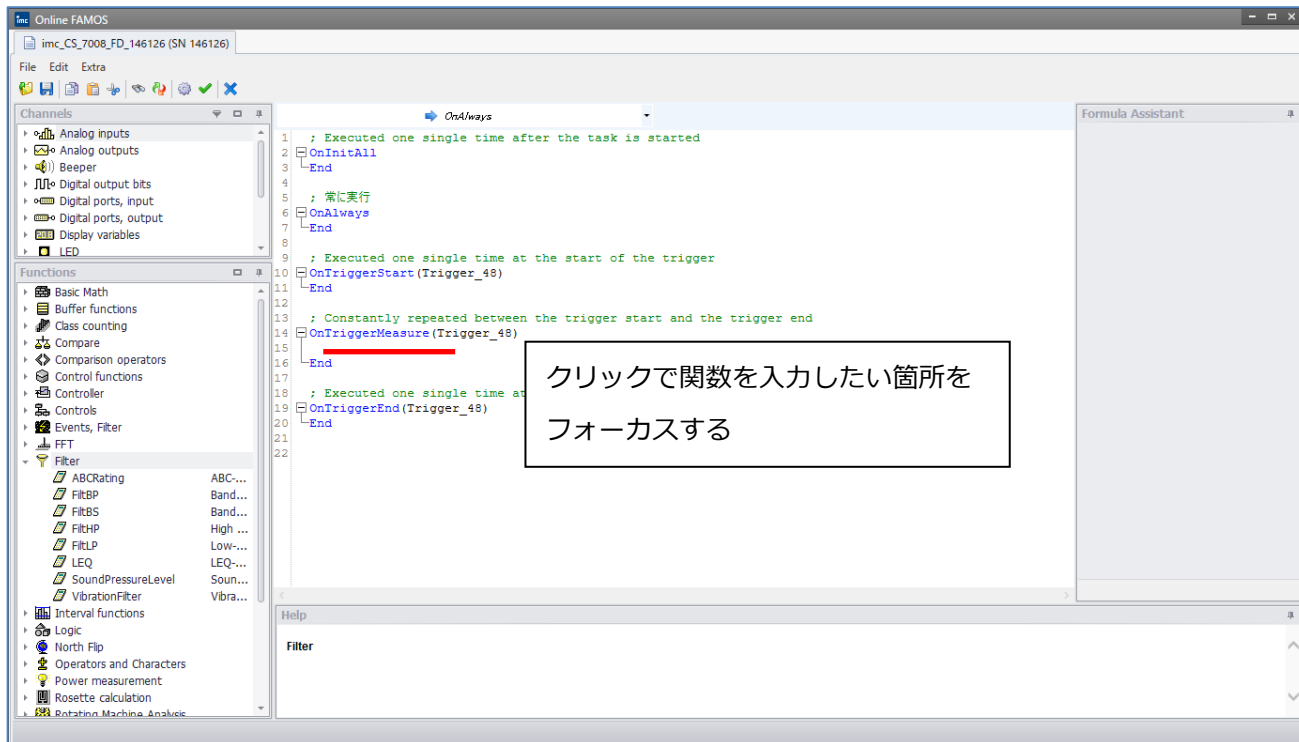 imc Online FAMOS
imc_CS_7008_FD_146126 (SN 146126)
File Edit Extra
Channels
Analog inputs
Analog outputs
Beeper
Digital output bits
Digital ports, input
Digital ports, output
Display variables
LED
Functions
Basic Math
Buffer functions
Class counting
Compare
Comparison operators
Control functions
Controller
Controls
Events, Filter
FFT
Filter
ABCRating ABC-...
FiltBP Band...
FiltBS Band...
FiltHP High ...
FiltLP Low-...
LEQ LEQ-...
SoundPressureLevel Soun...
VibrationFilter Vibra...
Interval functions
Logic
North Flip
Operators and Characters
Power measurement
Rosette calculation
Rotating Machine Analysis
OnAlways
1 ; Executed one single time after the task is started
2 OnInitAll
3 End
4
5 ; 常に実行
6 OnAlways
7 End
8
9 ; Executed one single time at the start of the trigger
10 OnTriggerStart(Trigger_48)
11 End
12
13 ; Constantly repeated between the trigger start and the trigger end
14 OnTriggerMeasure(Trigger_48)
15
16 End
17
18 ; Executed one single time at
19 OnTriggerEnd(Trigger_48)
20 End
21
22
クリックで関数を入力したい箇所を
フォーカスする
Formula Assistant
Help
Filter